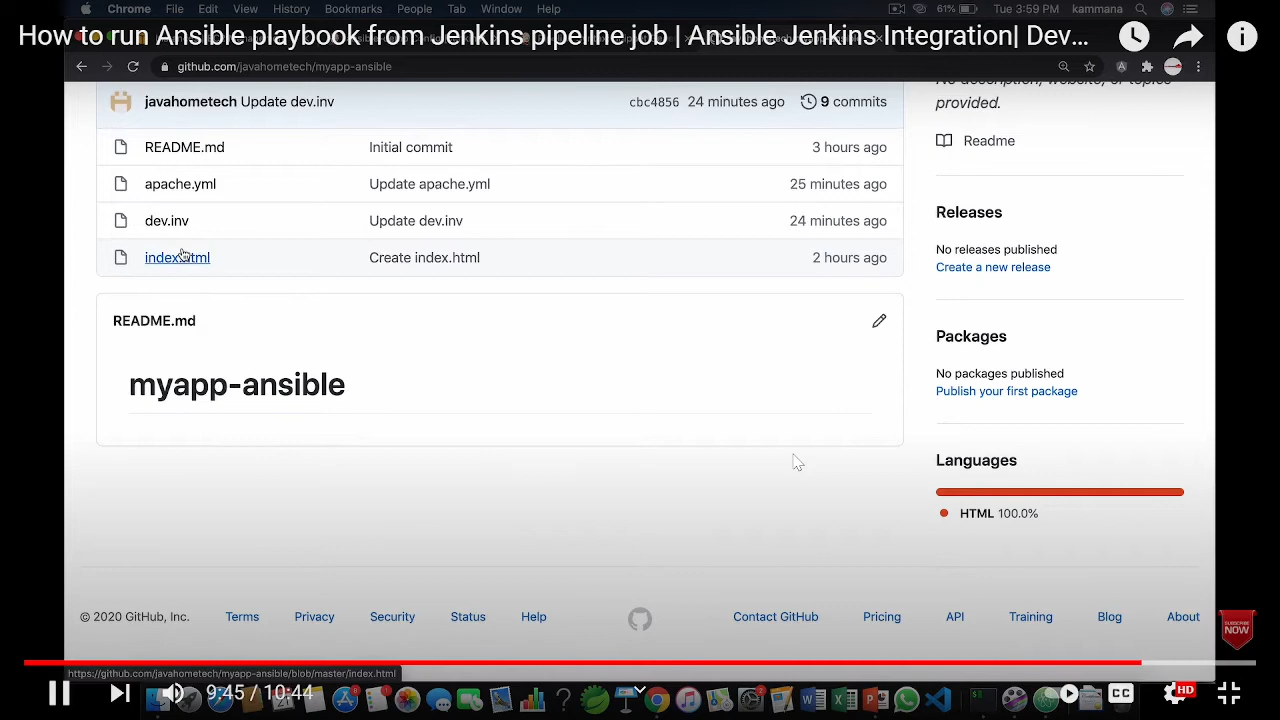 Chrome File Edit View History Bookmarks People Tab Window Help 61% Tue 3:59 PM kammana
How to run Ansible playbook from Jenkins pipeline job | Ansible Jenkins Integration| Dev...
github.com/javahometech/myapp-ansible
No description, website, or topics
provided.
javahometech Update dev.inv cbc4856 24 minutes ago 9 commits
README.md Initial commit 3 hours ago
Readme
apache.yml Update apache.yml 25 minutes ago
dev.inv Update dev.inv 24 minutes ago
Releases
No releases published
index.html Create index.html 2 hours ago
Create a new release
README.md
Packages
No packages published
myapp-ansible
Publish your first package
Languages
HTML 100.0%
© 2020 GitHub, Inc. Terms Privacy Security Status Help Contact GitHub Pricing API Training Blog About
SUBSCRIBE
NOW
https://github.com/javahometech/myapp-ansible/blob/master/index.html
9:45 / 10:44 CC HD